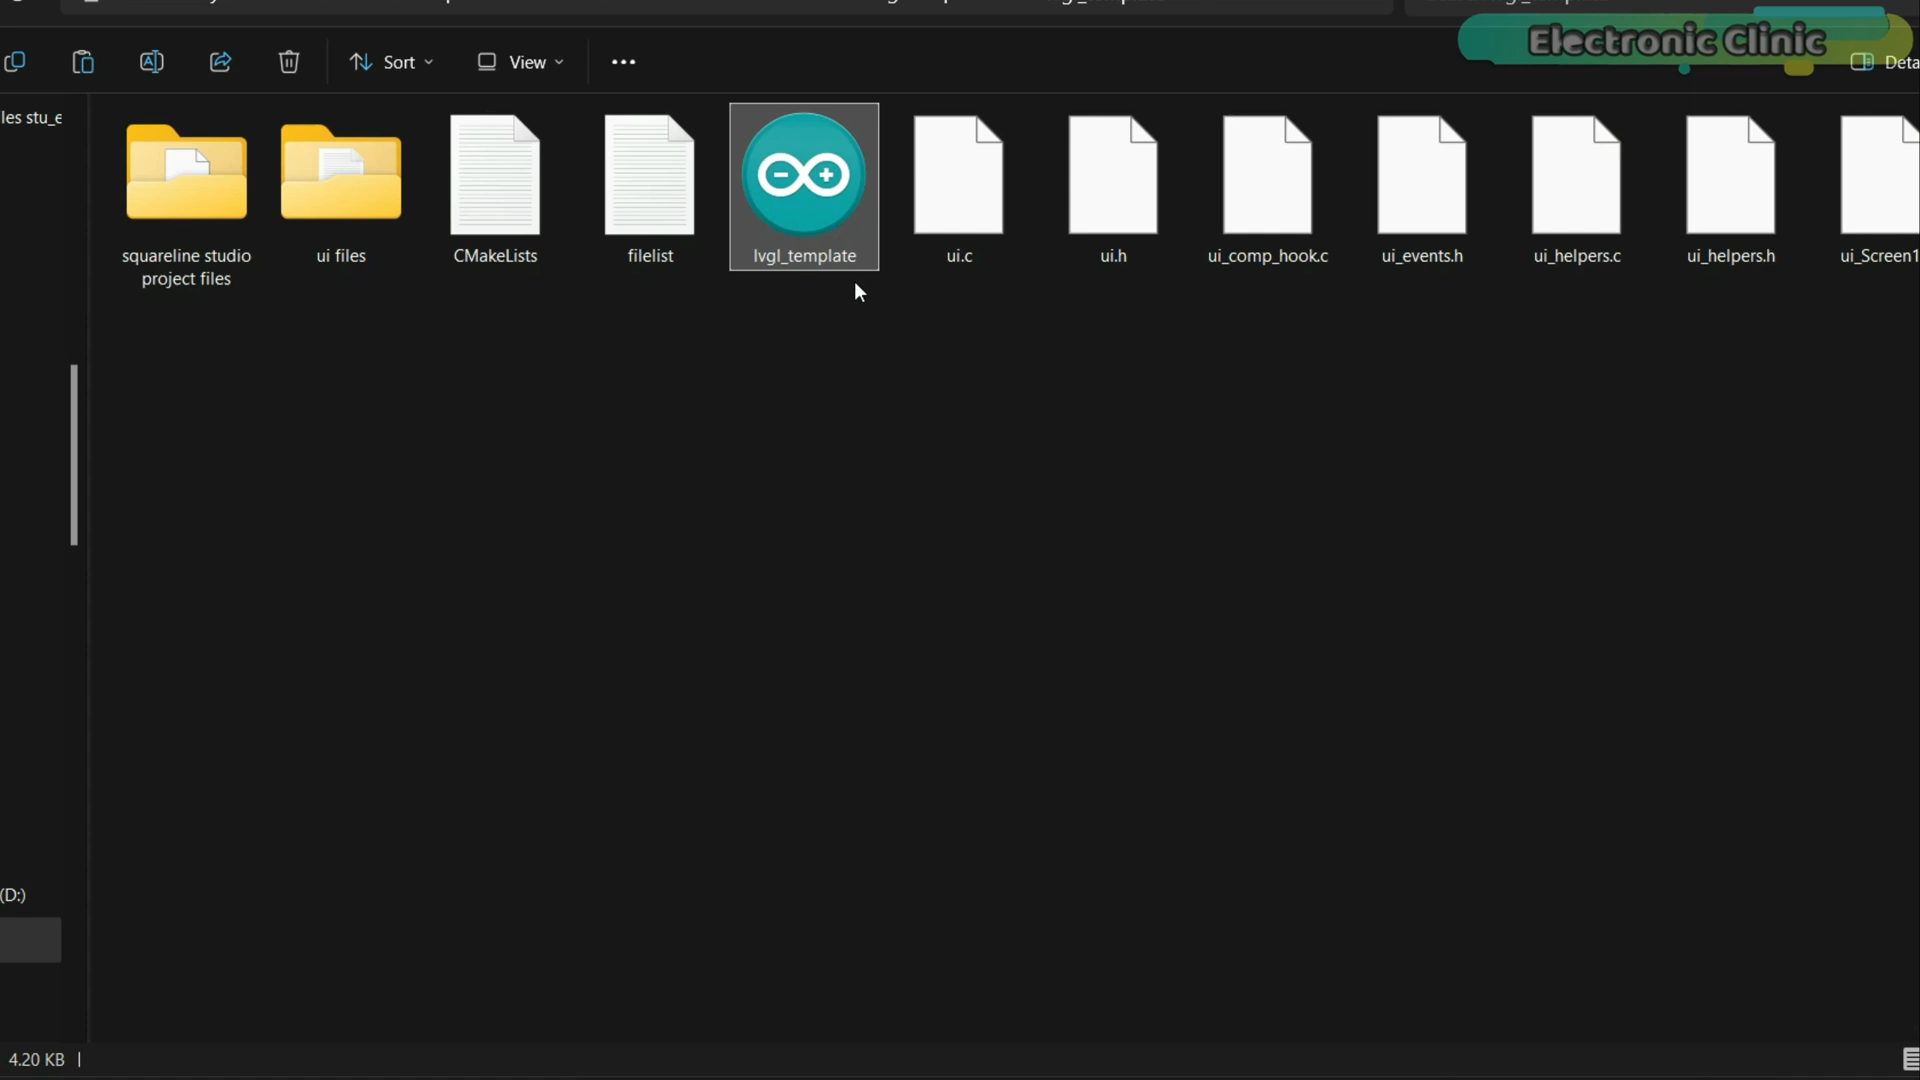 Electronic Clinic
Sort
View
Deta
les stu_e
squareline studio
project files
ui files
CMakeLists
filelist
lvgl_template
ui.c
ui.h
ui_comp_hook.c
ui_events.h
ui_helpers.c
ui_helpers.h
ui_Screen1
(D:)
4.20 KB